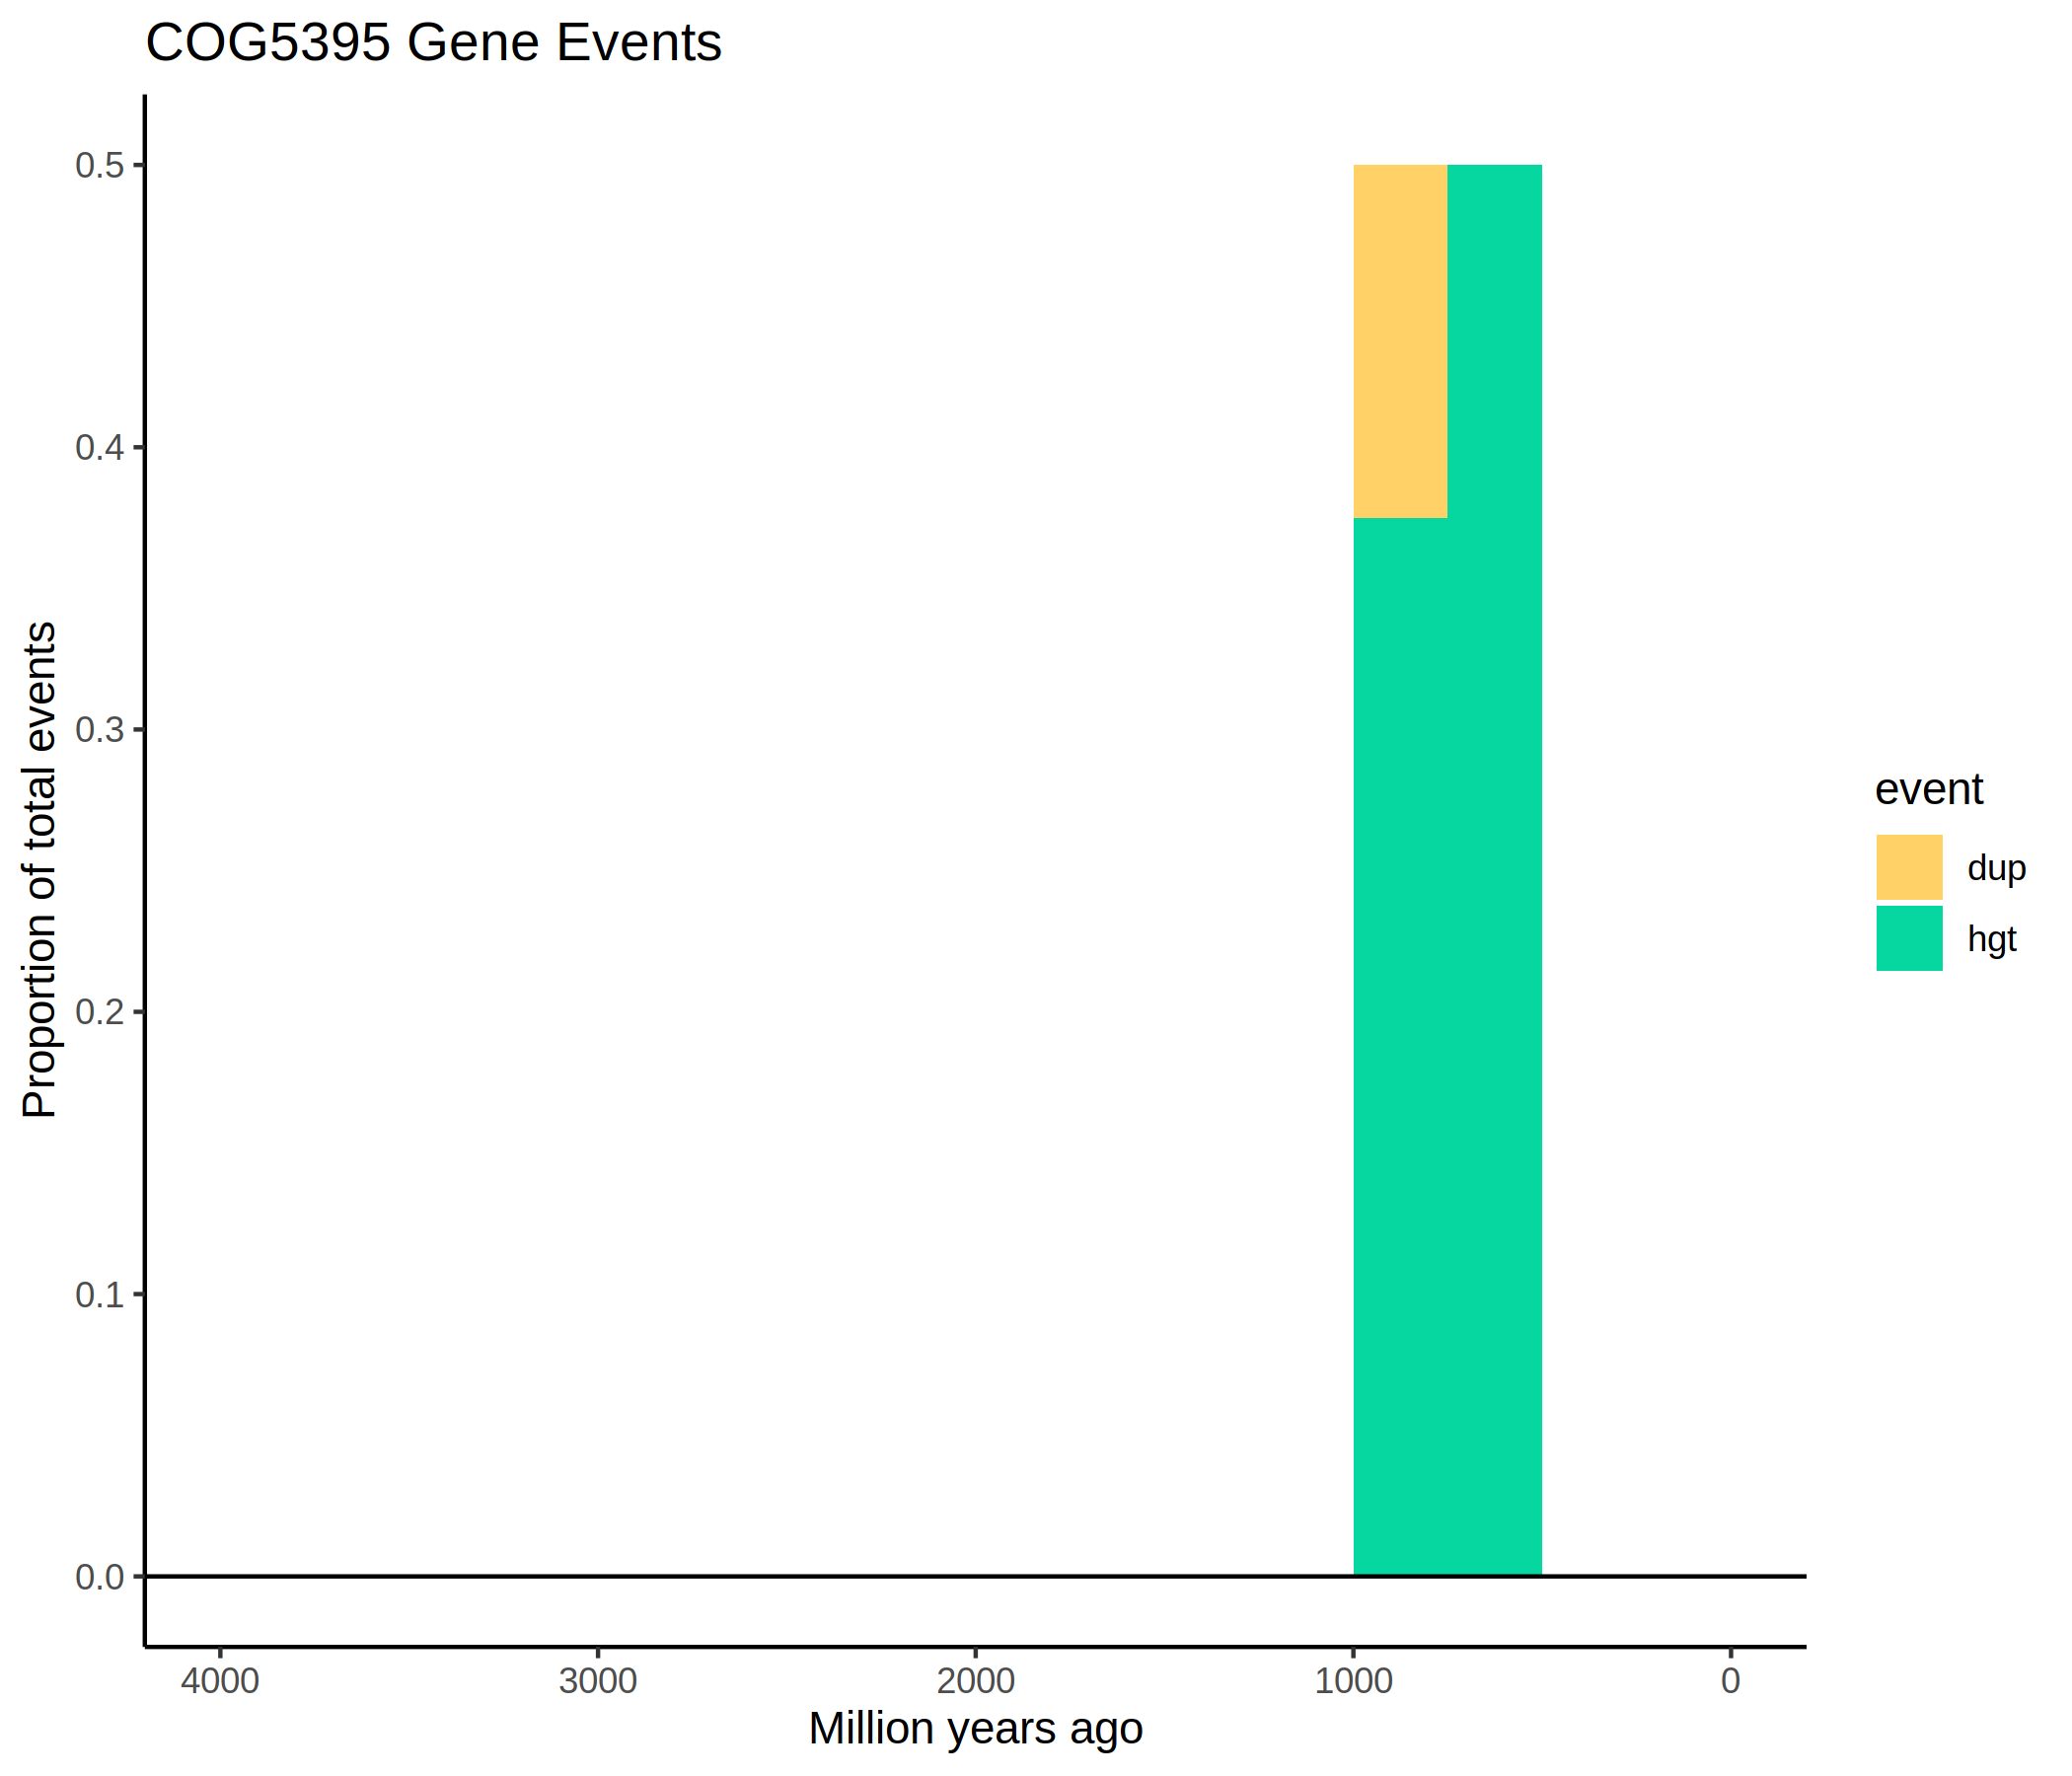 COG5395 Gene Events
Proportion of total events
0.5
0.4
0.3
0.2
0.1
0.0
4000 3000 2000 1000 0
Million years ago
event
dup
hgt